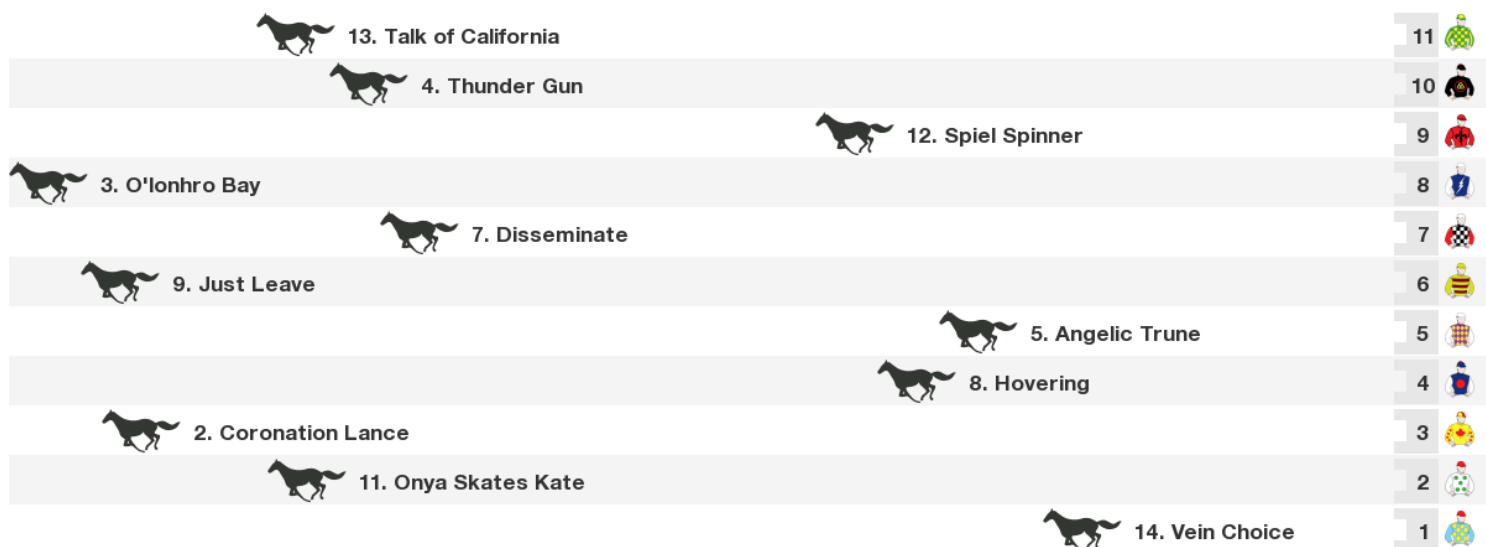 13. Talk of California 11
4. Thunder Gun 10
12. Spiel Spinner 9
3. O'lonhro Bay 8
7. Disseminate 7
9. Just Leave 6
5. Angelic Trune 5
8. Hovering 4
2. Coronation Lance 3
11. Onya Skates Kate 2
14. Vein Choice 1